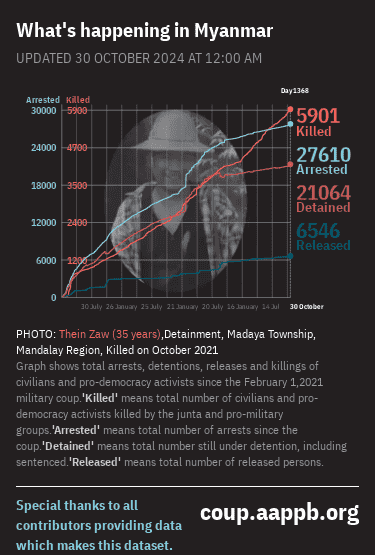 What's happening in Myanmar
UPDATED 30 OCTOBER 2024 AT 12:00 AM
Day1368
Arrested Killed
30000 5900
24000 4700
18000 3500
12000 2400
6000 1200
0
5901
Killed
27610
Arrested
21064
Detained
6546
Released
30 July 26 January 25 July 21 January 20 July 16 January 14 Jul 30 October
PHOTO: Thein Zaw (35 years),Detainment, Madaya Township,
Mandalay Region, Killed on October 2021
Graph shows total arrests, detentions, releases and killings of
civilians and pro-democracy activists since the February 1,2021
military coup.'Killed' means total number of civilians and pro-
democracy activists killed by the junta and pro-military
groups.'Arrested' means total number of arrests since the
coup.'Detained' means total number still under detention, including
sentenced.'Released' means total number of released persons.
Special thanks to all
contributors providing data
which makes this dataset.
coup.aappb.org